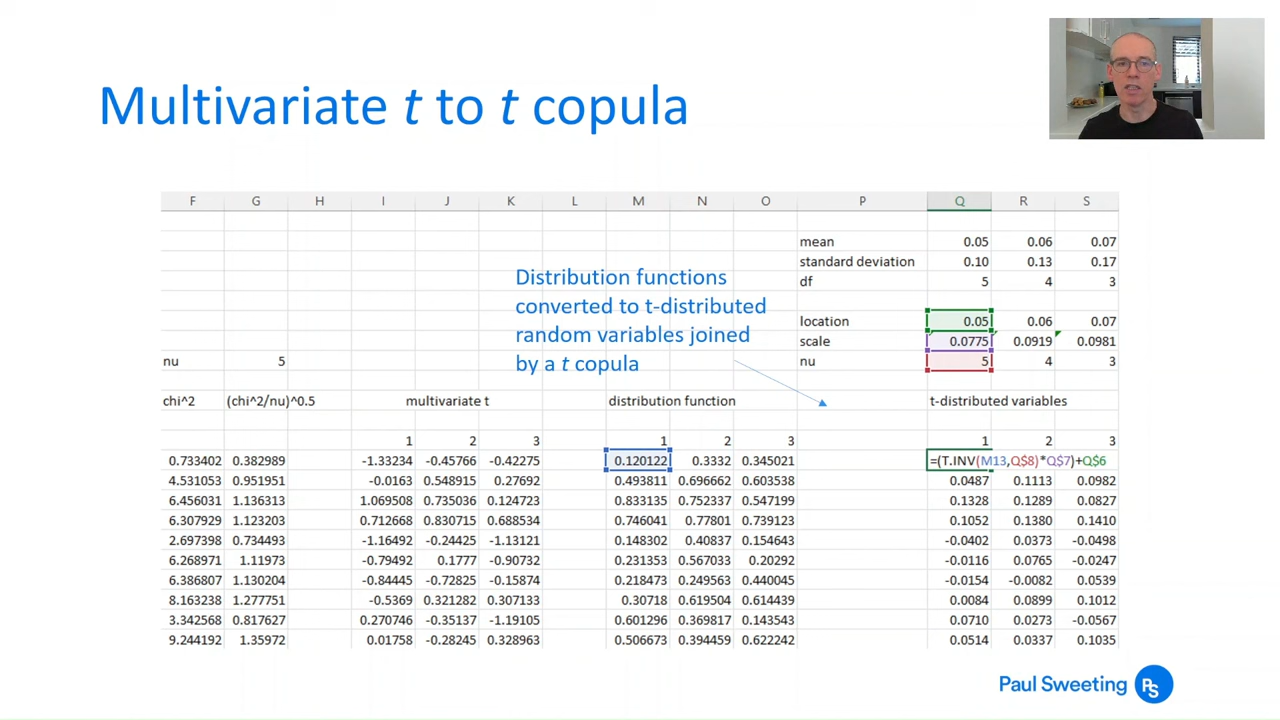 Multivariate t to t copula
F G H I J K L M N O P Q R S
mean 0.05 0.06 0.07
standard deviation 0.10 0.13 0.17
df 5 4 3
Distribution functions
converted to t-distributed
random variables joined
by a t copula
location 0.05 0.06 0.07
scale 0.0775 0.0919 0.0981
nu 5 nu 5 4 3
chi^2 (chi^2/nu)^0.5 multivariate t distribution function t-distributed variables
1 2 3 1 2 3 1 2 3
0.733402 0.382989 -1.33234 -0.45766 -0.42275 0.120122 0.3332 0.345021 =(T.INV(M13,Q$8)*Q$7)+Q$6
4.531053 0.951951 -0.0163 0.548915 0.27692 0.493811 0.696662 0.603538 0.0487 0.1113 0.0982
6.456031 1.136313 1.069508 0.735036 0.124723 0.833135 0.752337 0.547199 0.1328 0.1289 0.0827
6.307929 1.123203 0.712668 0.830715 0.688534 0.746041 0.77801 0.739123 0.1052 0.1380 0.1410
2.697398 0.734493 -1.16492 -0.24425 -1.13121 0.148302 0.40837 0.154643 -0.0402 0.0373 -0.0498
6.268971 1.11973 -0.79492 0.1777 -0.90732 0.231353 0.567033 0.20292 -0.0116 0.0765 -0.0247
6.386807 1.130204 -0.84445 -0.72825 -0.15874 0.218473 0.249563 0.440045 -0.0154 -0.0082 0.0539
8.163238 1.277751 -0.5369 0.321282 0.307133 0.30718 0.619504 0.614439 0.0084 0.0899 0.1012
3.342568 0.817627 0.270746 -0.35137 -1.19105 0.601296 0.369817 0.143543 0.0710 0.0273 -0.0567
9.244192 1.35972 0.01758 -0.28245 0.328963 0.506673 0.394459 0.622242 0.0514 0.0337 0.1035
Paul Sweeting PS